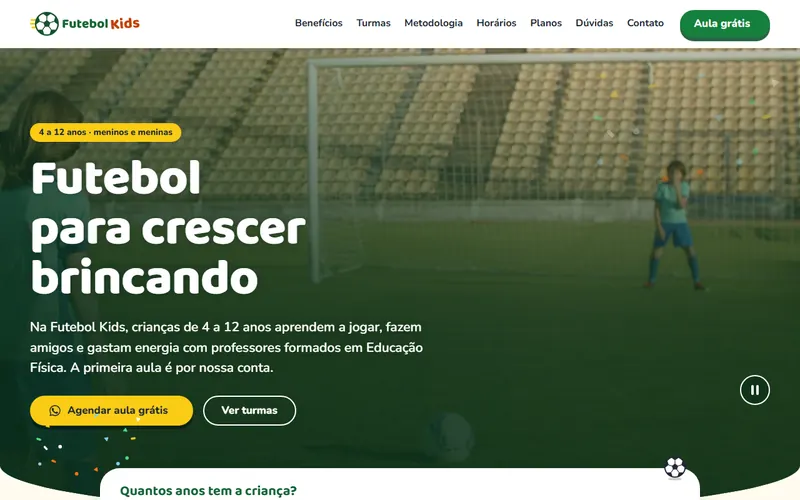 Futebol Kids
Benefícios Turmas Metodologia Horários Planos Dúvidas Contato Aula grátis
4 a 12 anos · meninos e meninas
Futebol
para crescer
brincando
Na Futebol Kids, crianças de 4 a 12 anos aprendem a jogar, fazem
amigos e gastam energia com professores formados em Educação
Física. A primeira aula é por nossa conta.
Agendar aula grátis Ver turmas
Quantos anos tem a criança?